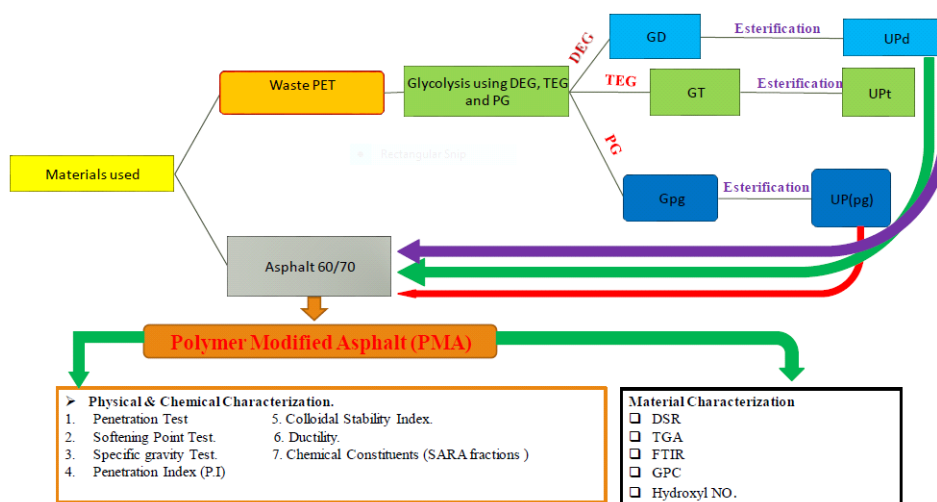 DEG
GD
Esterification
UPd
Waste PET
Glycolysis using DEG, TEG
and PG
TEG
GT
Esterification
UPt
Rectangular Snip
PG
Materials used
Gpg
Esterification
UP(pg)
Asphalt 60/70
Polymer Modified Asphalt (PMA)
➢ Physical & Chemical Characterization.
1. Penetration Test 5. Colloidal Stability Index.
2. Softening Point Test. 6. Ductility.
3. Specific gravity Test. 7. Chemical Constituents (SARA fractions )
4. Penetration Index (P.I)
Material Characterization
❑ DSR
❑ TGA
❑ FTIR
❑ GPC
❑ Hydroxyl NO.